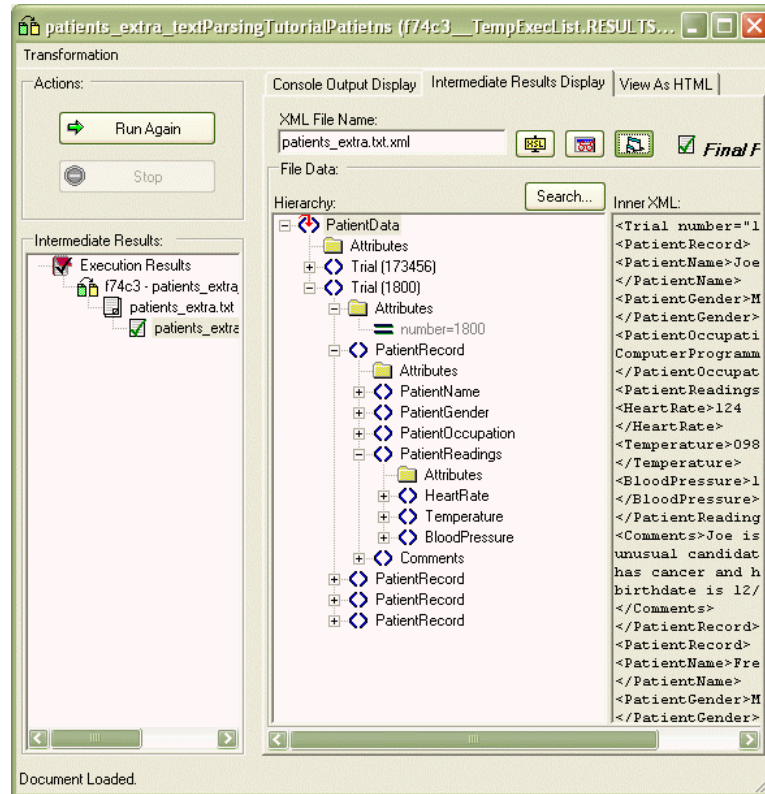 patients_extra_textParsingTutorialPatietns (f74c3__TempExecList.RESULTS...
Transformation
Actions:
Run Again
Stop
Intermediate Results:
Execution Results
f74c3 - patients_extra
patients_extra.txt
patients_extra
Console Output Display
Intermediate Results Display
View As HTML
XML File Name:
patients_extra.txt.xml
XSL
Final F
File Data:
Hierarchy:
Search...
PatientData
Attributes
Trial (173456)
Trial (1800)
Attributes
number=1800
PatientRecord
Attributes
PatientName
PatientGender
PatientOccupation
PatientReadings
Attributes
HeartRate
Temperature
BloodPressure
Comments
PatientRecord
PatientRecord
PatientRecord
Inner XML:
<Trial number="1
<PatientRecord>
<PatientName>Joe
</PatientName>
<PatientGender>M
</PatientGender>
<PatientOccupati
ComputerProgramm
</PatientOccupat
<PatientReadings
<HeartRate>124
</HeartRate>
<Temperature>098
</Temperature>
<BloodPressure>1
</BloodPressure>
</PatientReading
<Comments>Joe is
unusual candidat
has cancer and h
birthdate is 12/
</Comments>
</PatientRecord>
<PatientRecord>
<PatientName>Fre
</PatientName>
<PatientGender>M
</PatientGender>
Document Loaded.